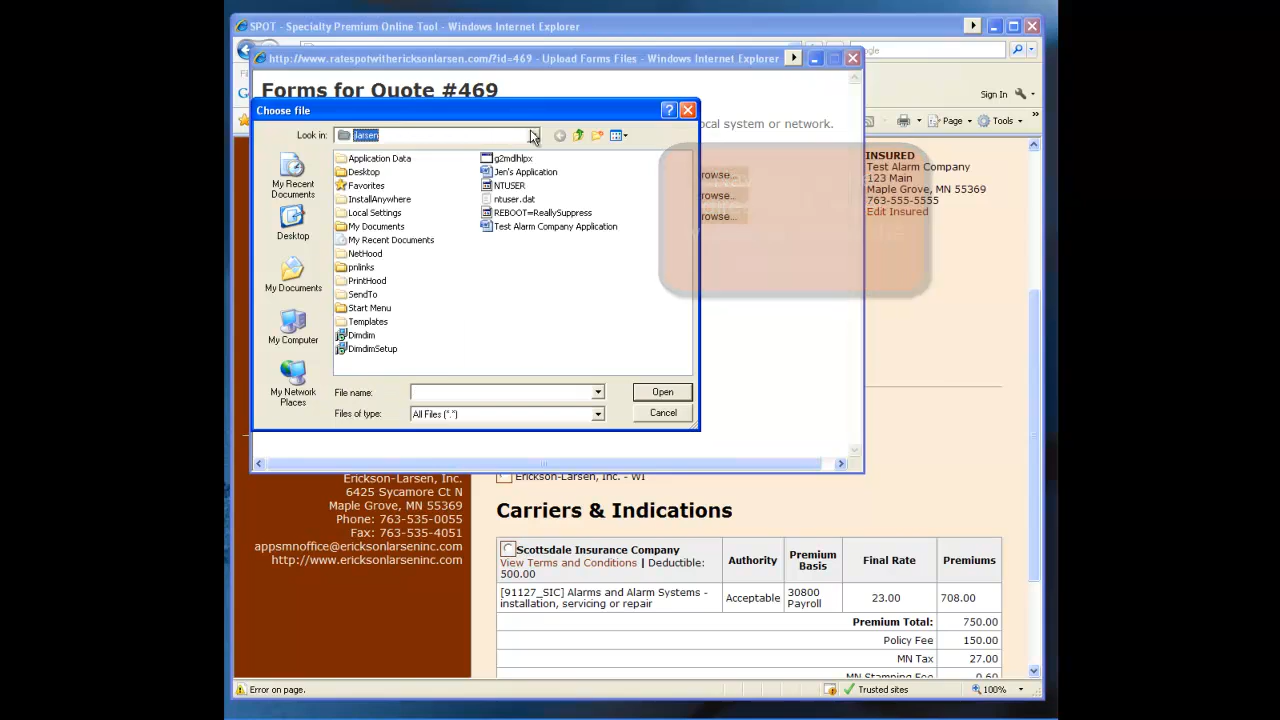 SPOT - Specialty Premium Online Tool - Windows Internet Explorer
http://www.ratespotwithericksonlarsen.com/?id=469 - Upload Forms Files - Windows Internet Explorer
Forms for Quote #469
Sign In
Page
Tools
Choose file
ocal system or network.
Look in:
jlarsen
rowse...
rowse...
rowse...
My Recent
Documents
Desktop
My Documents
My Computer
My Network
Places
Application Data
Desktop
Favorites
InstallAnywhere
Local Settings
My Documents
My Recent Documents
NetHood
pnlinks
PrintHood
SendTo
Start Menu
Templates
Dimdim
DimdimSetup
g2mdhlpx
Jen's Application
NTUSER
ntuser.dat
REBOOT=ReallySuppress
Test Alarm Company Application
File name:
Open
Files of type: All Files (*.*)
Cancel
INSURED
Test Alarm Company
123 Main
Maple Grove, MN 55369
763-555-5555
Edit Insured
Erickson-Larsen, Inc.
6425 Sycamore Ct N
Maple Grove, MN 55369
Phone: 763-535-0055
Fax: 763-535-4051
appsmnoffice@ericksonlarseninc.com
http://www.ericksonlarseninc.com
Erickson-Larsen, Inc. - WI
Carriers & Indications
Scottsdale Insurance Company
View Terms and Conditions | Deductible:
500.00
Authority
Premium
Basis
Final Rate
Premiums
[91127_SIC] Alarms and Alarm Systems -
installation, servicing or repair
Acceptable
30800
Payroll
23.00
708.00
Premium Total: 750.00
Policy Fee 150.00
MN Tax 27.00
MN Stamping Fee 0.60
Error on page.
Trusted sites
100%